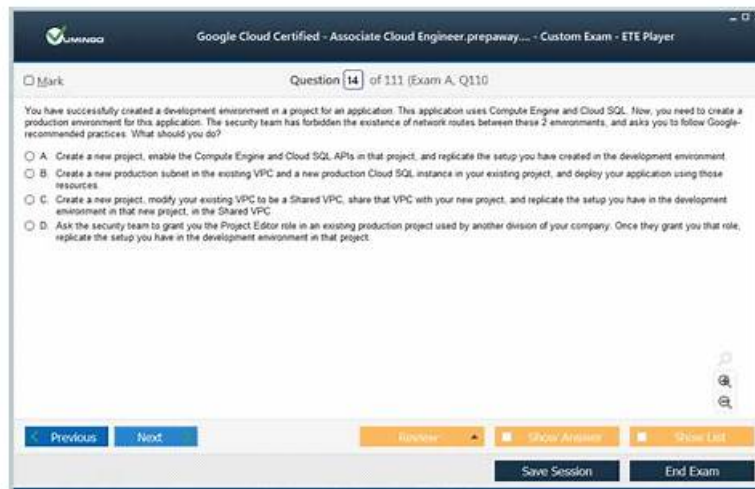 VUMINGO
Google Cloud Certified - Associate Cloud Engineer.prepaway.... - Custom Exam - ETE Player
Mark
Question 14 of 111 (Exam A, Q110
You have successfully created a development environment in a project for an application. This application uses Compute Engine and Cloud SQL. Now, you need to create a
production environment for this application. The security team has forbidden the existence of network routes between these 2 environments, and asks you to follow Google-
recommended practices. What should you do?
A. Create a new project, enable the Compute Engine and Cloud SQL APIs in that project, and replicate the setup you have created in the development environment.
B. Create a new production subnet in the existing VPC and a new production Cloud SQL instance in your existing project, and deploy your application using those
resources.
C. Create a new project, modify your existing VPC to be a Shared VPC, share that VPC with your new project, and replicate the setup you have in the development
environment in that new project, in the Shared VPC
D. Ask the security team to grant you the Project Editor role in an existing production project used by another division of your company. Once they grant you that role,
replicate the setup you have in the development environment in that project.
Previous
Next
Review
Show Answer
Show List
Save Session
End Exam